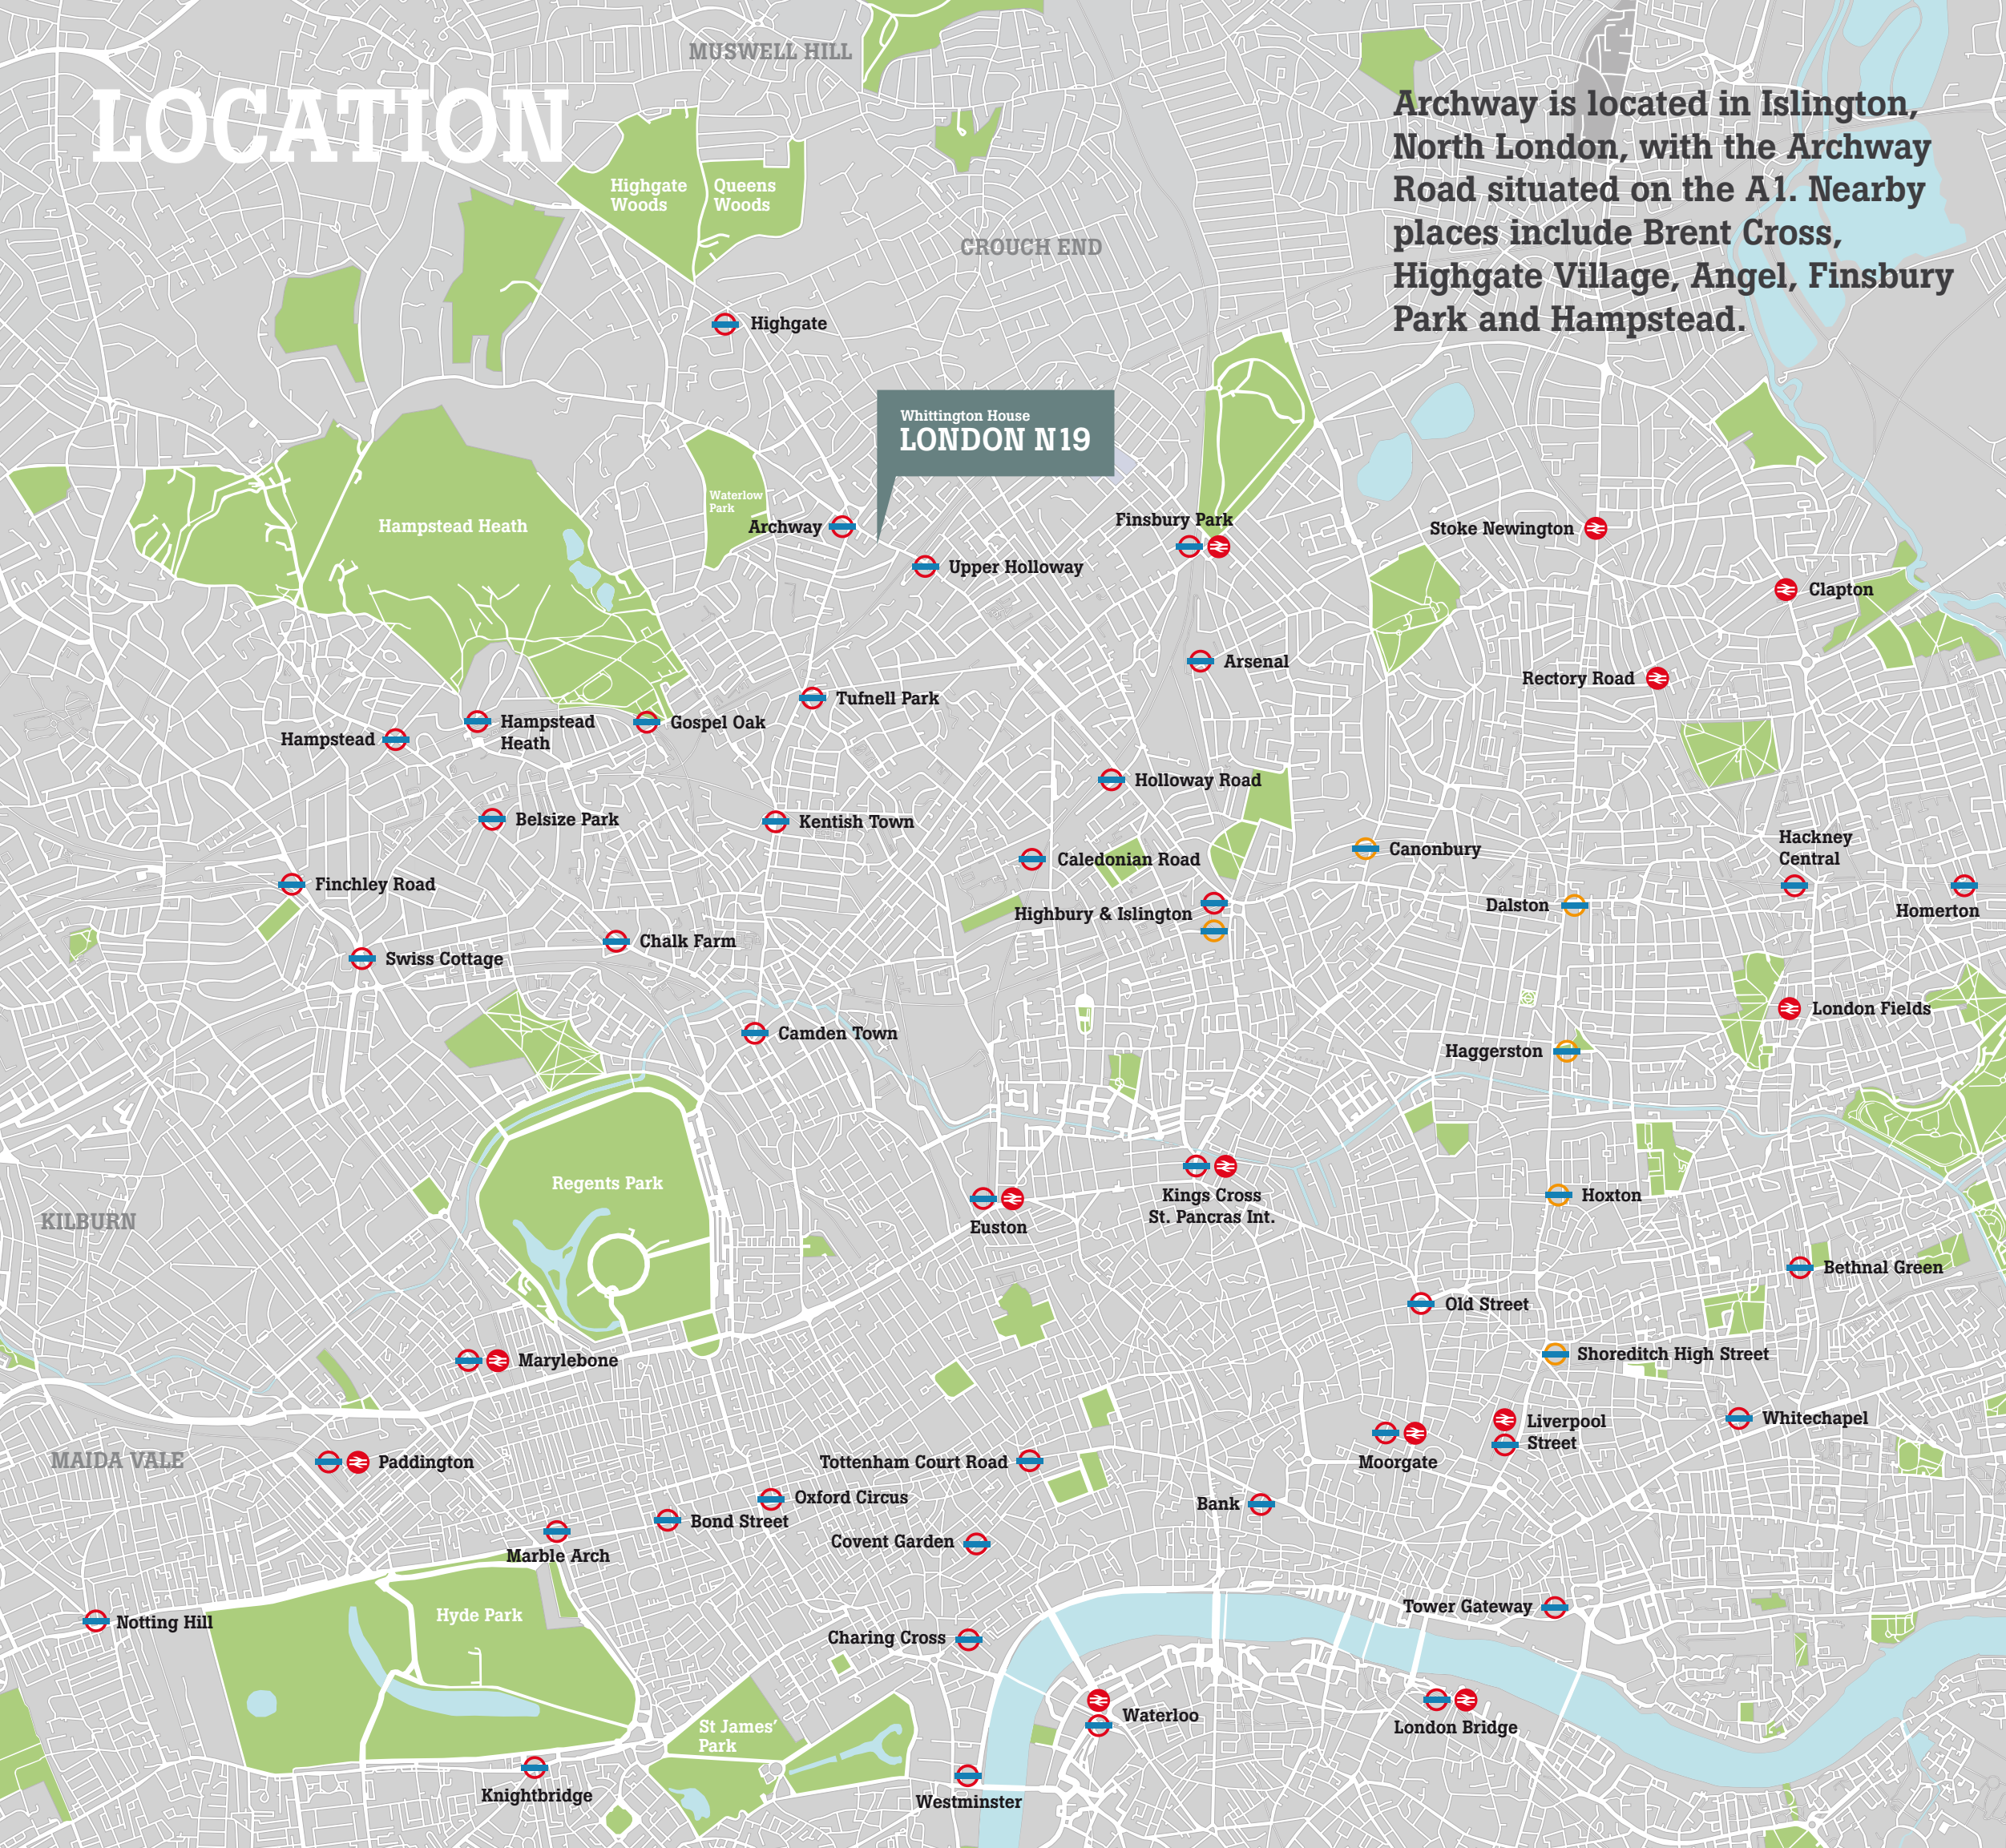 MUSWELL HILL
LOCATION
Archway is located in Islington,
North London, with the Archway
Road situated on the A1. Nearby
places include Brent Cross,
Highgate Village, Angel, Finsbury
Park and Hampstead.
Highgate
Woods
Queens
Woods
CROUCH END
Highgate
Whittington House
LONDON N19
Waterlow
Park
Hampstead Heath
Archway
Finsbury Park
Stoke Newington
Upper Holloway
Clapton
Arsenal
Rectory Road
Tufnell Park
Hampstead
Heath
Gospel Oak
Hampstead
Holloway Road
Belsize Park
Kentish Town
Caledonian Road
Canonbury
Hackney
Central
Finchley Road
Highbury & Islington
Dalston
Homerton
Chalk Farm
Swiss Cottage
London Fields
Camden Town
Haggerston
Regents Park
Kings Cross
St. Pancras Int.
Hoxton
KILBURN
Euston
Bethnal Green
Old Street
Marylebone
Shoreditch High Street
Liverpool
Street
Whitechapel
MAIDA VALE
Paddington
Tottenham Court Road
Moorgate
Oxford Circus
Bank
Bond Street
Covent Garden
Marble Arch
Hyde Park
Notting Hill
Tower Gateway
Charing Cross
St James’
Park
Waterloo
London Bridge
Knightbridge
Westminster